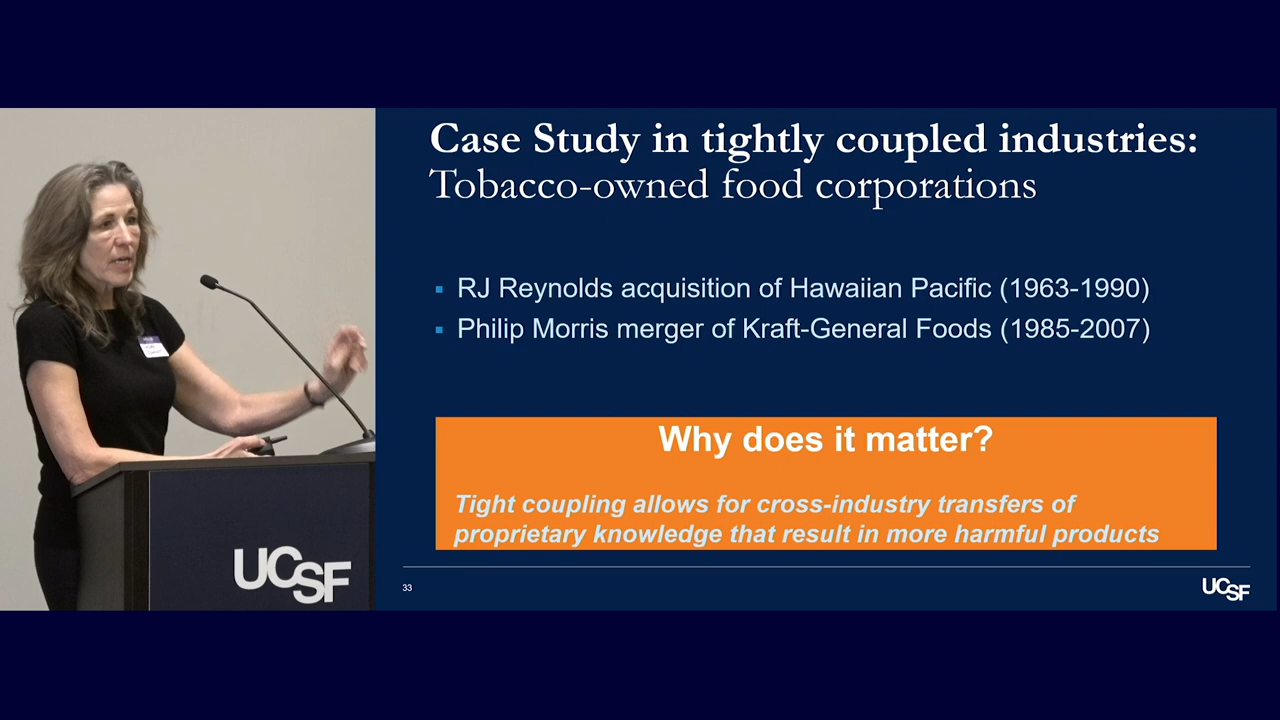 Case Study in tightly coupled industries:
Tobacco-owned food corporations
RJ Reynolds acquisition of Hawaiian Pacific (1963-1990)
Philip Morris merger of Kraft-General Foods (1985-2007)
Why does it matter?
Tight coupling allows for cross-industry transfers of
proprietary knowledge that result in more harmful products
33
UCSF
UCSF